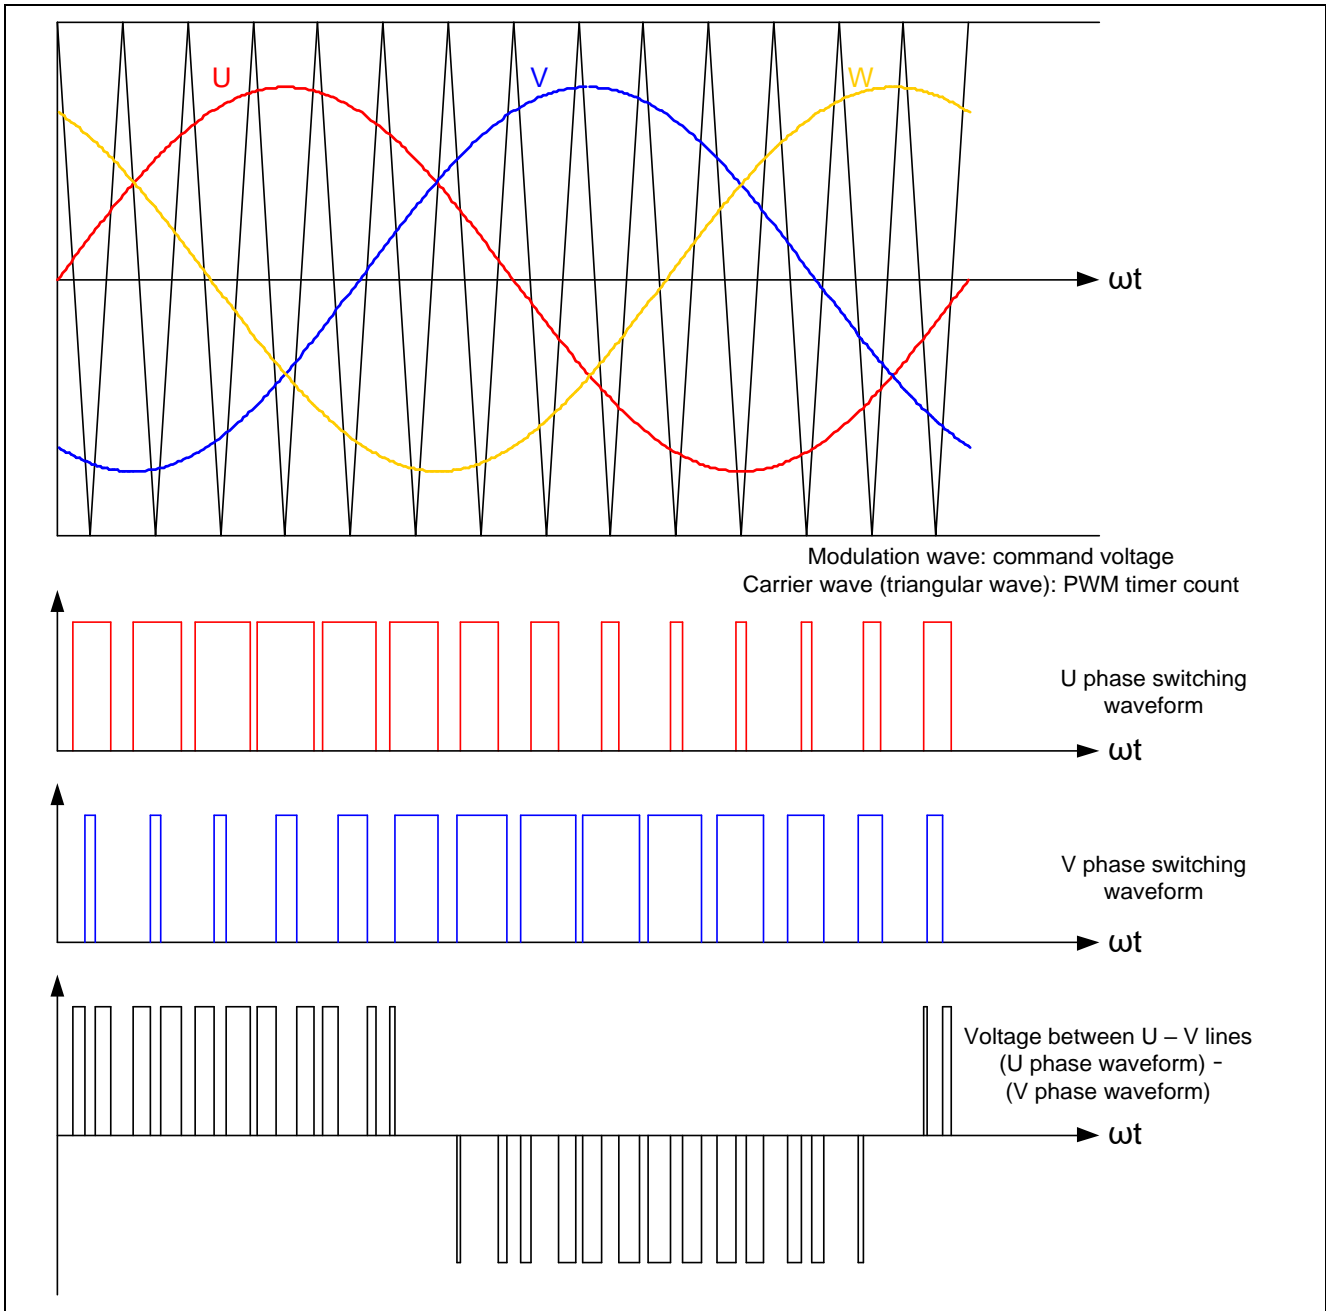 U
V
W
ωt
Modulation wave: command voltage
Carrier wave (triangular wave): PWM timer count
U phase switching
waveform
ωt
V phase switching
waveform
ωt
Voltage between U – V lines
(U phase waveform) -
(V phase waveform)
ωt